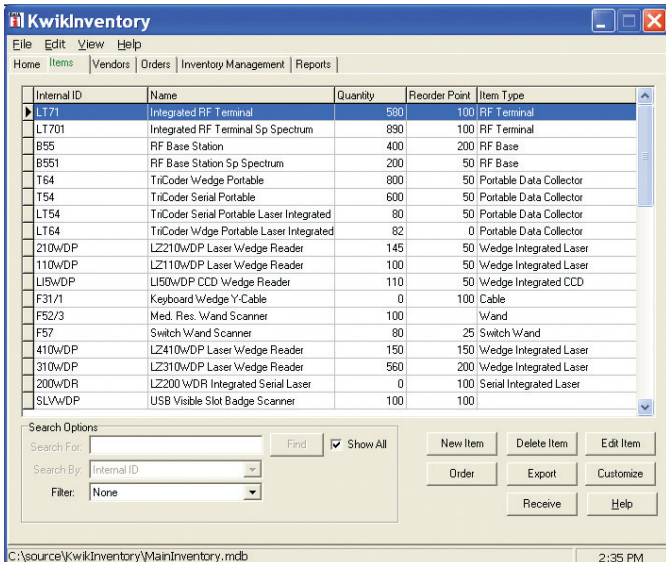 KwikInventory
File Edit View Help
Home Items Vendors Orders Inventory Management Reports
Internal ID Name Quantity Reorder Point Item Type
LT71 Integrated RF Terminal 580 100 RF Terminal
LT701 Integrated RF Terminal Sp Spectrum 890 100 RF Terminal
B55 RF Base Station 400 200 RF Base
B551 RF Base Station Sp Spectrum 200 50 RF Base
T64 TriCoder Wedge Portable 800 50 Portable Data Collector
T54 TriCoder Serial Portable 600 50 Portable Data Collector
LT54 TriCoder Serial Portable Laser Integrated 80 50 Portable Data Collector
LT64 TriCoder Wdge Portable Laser Integrated 82 0 Portable Data Collector
210WDP LZ210WDP Laser Wedge Reader 145 50 Wedge Integrated Laser
110WDP LZ110WDP Laser Wedge Reader 100 50 Wedge Integrated Laser
LI5WDP LI50WDP CCD Wedge Reader 110 50 Wedge Integrated CCD
F31/1 Keyboard Wedge Y-Cable 0 100 Cable
F52/3 Med. Res. Wand Scanner 100 Wand
F57 Switch Wand Scanner 80 25 Switch Wand
410WDP LZ410WDP Laser Wedge Reader 150 150 Wedge Integrated Laser
310WDP LZ310WDP Laser Wedge Reader 560 200 Wedge Integrated Laser
200WDR LZ200 WDR Integrated Serial Laser 0 100 Serial Integrated Laser
SLVWDP USB Visible Slot Badge Scanner 100 100
Search Options
Search For: Find Show All New Item Delete Item Edit Item
Search By: Internal ID Order Export Customize
Filter: None Receive Help
C:\source\KwikInventory\MainInventory.mdb 2:35 PM